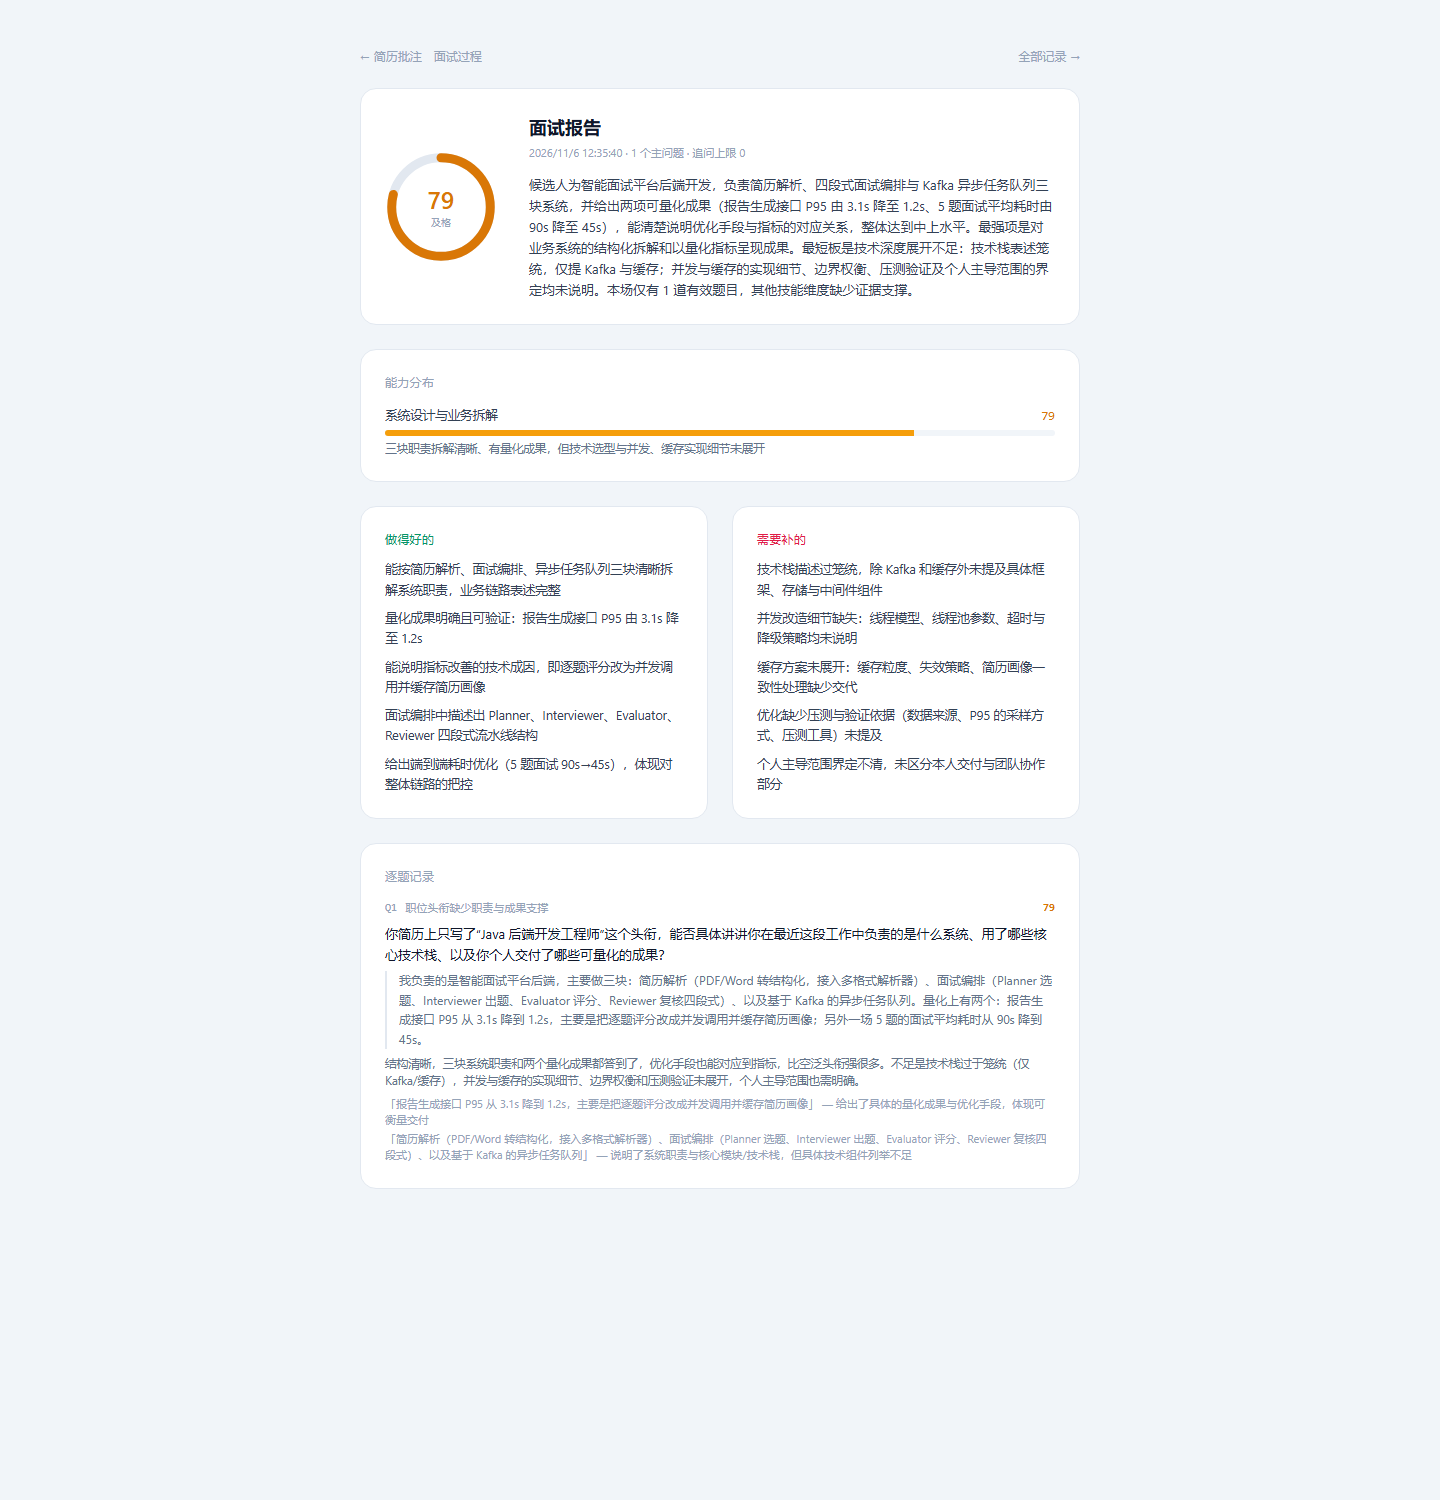 ← 简历批注 面试过程
全部记录 →
79
及格
面试报告
2026/11/6 12:35:40 · 1 个主问题 · 追问上限 0
候选人为智能面试平台后端开发，负责简历解析、四段式面试编排与 Kafka 异步任务队列三
块系统，并给出两项可量化成果（报告生成接口 P95 由 3.1s 降至 1.2s、5 题面试平均耗时由
90s 降至 45s），能清楚说明优化手段与指标的对应关系，整体达到中上水平。最强项是对
业务系统的结构化拆解和以量化指标呈现成果。最短板是技术深度展开不足：技术栈表述笼
统，仅提 Kafka 与缓存；并发与缓存的实现细节、边界权衡、压测验证及个人主导范围的界
定均未说明。本场仅有 1 道有效题目，其他技能维度缺少证据支撑。
能力分布
系统设计与业务拆解
79
三块职责拆解清晰、有量化成果，但技术选型与并发、缓存实现细节未展开
做得好的
能按简历解析、面试编排、异步任务队列三块清晰拆
解系统职责，业务链路表述完整
量化成果明确且可验证：报告生成接口 P95 由 3.1s 降
至 1.2s
能说明指标改善的技术成因，即逐题评分改为并发调
用并缓存简历画像
面试编排中描述出 Planner、Interviewer、Evaluator、
Reviewer 四段式流水线结构
给出端到端耗时优化（5 题面试 90s→45s），体现对
整体链路的把控
需要补的
技术栈描述过笼统，除 Kafka 和缓存外未提及具体框
架、存储与中间件组件
并发改造细节缺失：线程模型、线程池参数、超时与
降级策略均未说明
缓存方案未展开：缓存粒度、失效策略、简历画像一
致性处理缺少交代
优化缺少压测与验证依据（数据来源、P95 的采样方
式、压测工具）未提及
个人主导范围界定不清，未区分本人交付与团队协作
部分
逐题记录
Q1 职位头衔缺少职责与成果支撑
79
你简历上只写了“Java 后端开发工程师”这个头衔，能否具体讲讲你在最近这段工作中负责的是什么系统、用了哪些核
心技术栈、以及你个人交付了哪些可量化的成果？
我负责的是智能面试平台后端，主要做三块：简历解析（PDF/Word 转结构化，接入多格式解析器）、面试编排（Planner 选
题、Interviewer 出题、Evaluator 评分、Reviewer 复核四段式）、以及基于 Kafka 的异步任务队列。量化上有两个：报告生
成接口 P95 从 3.1s 降到 1.2s，主要是把逐题评分改成并发调用并缓存简历画像；另外一场 5 题的面试平均耗时从 90s 降到
45s。
结构清晰，三块系统职责和两个量化成果都答到了，优化手段也能对应到指标，比空泛头衔强很多。不足是技术栈过于笼统（仅
Kafka/缓存），并发与缓存的实现细节、边界权衡和压测验证未展开，个人主导范围也需明确。
「报告生成接口 P95 从 3.1s 降到 1.2s，主要是把逐题评分改成并发调用并缓存简历画像」 — 给出了具体的量化成果与优化手段，体现可
衡量交付
「简历解析（PDF/Word 转结构化，接入多格式解析器）、面试编排（Planner 选题、Interviewer 出题、Evaluator 评分、Reviewer 复核四
段式）、以及基于 Kafka 的异步任务队列」 — 说明了系统职责与核心模块/技术栈，但具体技术组件列举不足